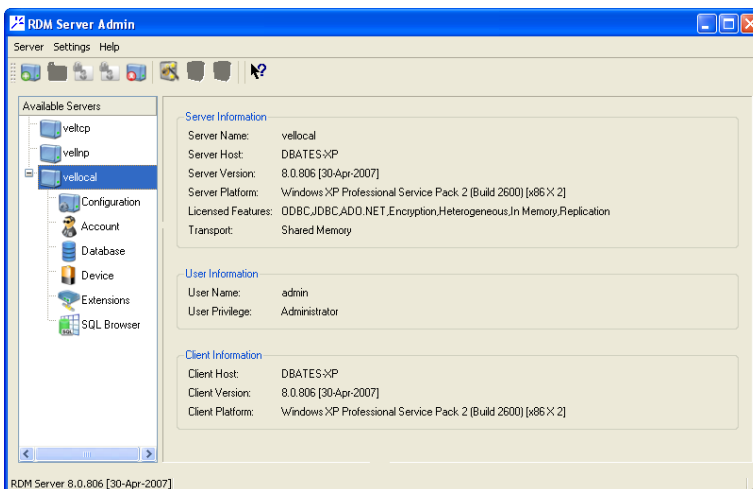 RDM Server Admin
Server Settings Help
Available Servers
veltcp
velnp
vellocal
Configuration
Account
Database
Device
Extensions
SQL Browser
Server Information
Server Name: vellocal
Server Host: DBATES-XP
Server Version: 8.0.806 [30-Apr-2007]
Server Platform: Windows XP Professional Service Pack 2 (Build 2600) [x86 X 2]
Licensed Features: ODBC,JDBC,ADO.NET,Encryption,Heterogeneous,In Memory,Replication
Transport: Shared Memory
User Information
User Name: admin
User Privilege: Administrator
Client Information
Client Host: DBATES-XP
Client Version: 8.0.806 [30-Apr-2007]
Client Platform: Windows XP Professional Service Pack 2 (Build 2600) [x86 X 2]
RDM Server 8.0.806 [30-Apr-2007]